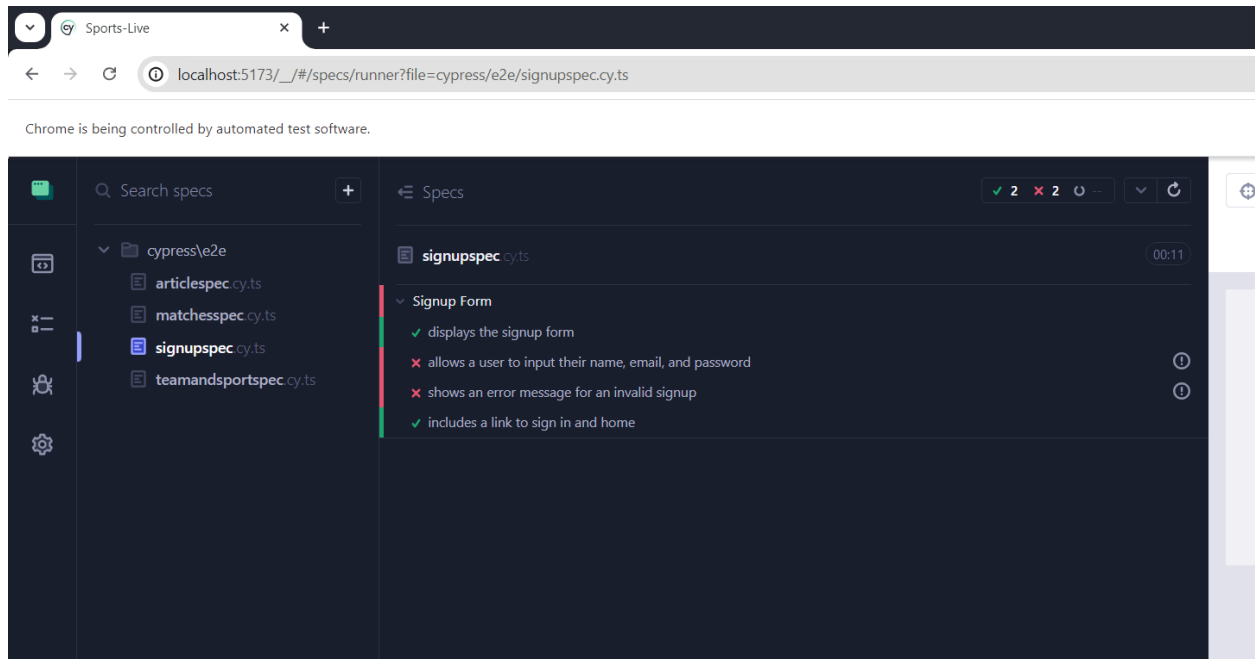 cy Sports-Live
localhost:5173/__/#/specs/runner?file=cypress/e2e/signupspec.cy.ts
Chrome is being controlled by automated test software.
Search specs
Specs
2 2 --
cypress\e2e
signupspec.cy.ts
00:11
articlespec.cy.ts
matchesspec.cy.ts
signupspec.cy.ts
teamandsportspec.cy.ts
Signup Form
displays the signup form
allows a user to input their name, email, and password
shows an error message for an invalid signup
includes a link to sign in and home